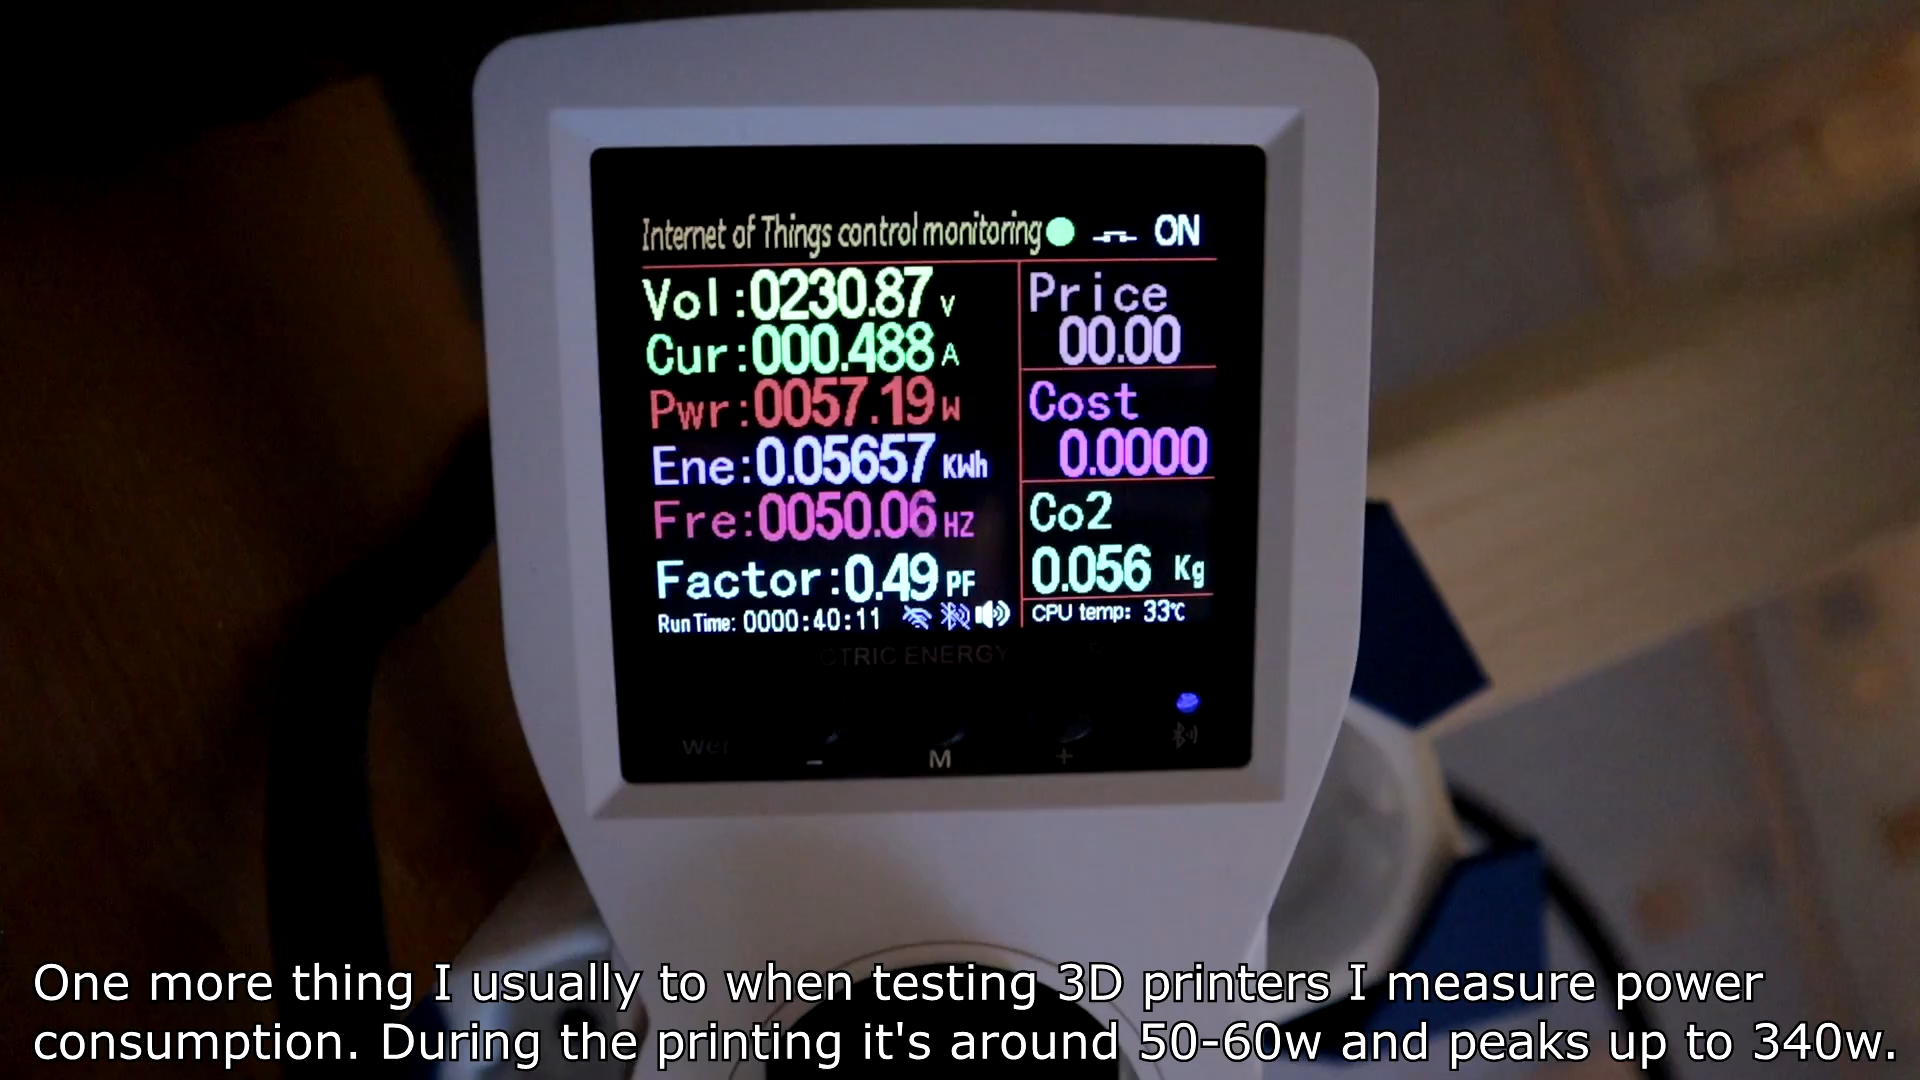 Internet of Things control monitoring ON
Vol:0230.87 V
Cur:000.488 A
Pwr:0057.19 W
Ene:0.05657 KWh
Fre:0050.06 HZ
Factor:0.49 PF
Run Time: 0000:40:11
Price
00.00
Cost
0.0000
Co2
0.056 Kg
CPU temp: 33℃
CTRIC ENERGY
− M +
One more thing I usually to when testing 3D printers I measure power
consumption. During the printing it's around 50-60w and peaks up to 340w.